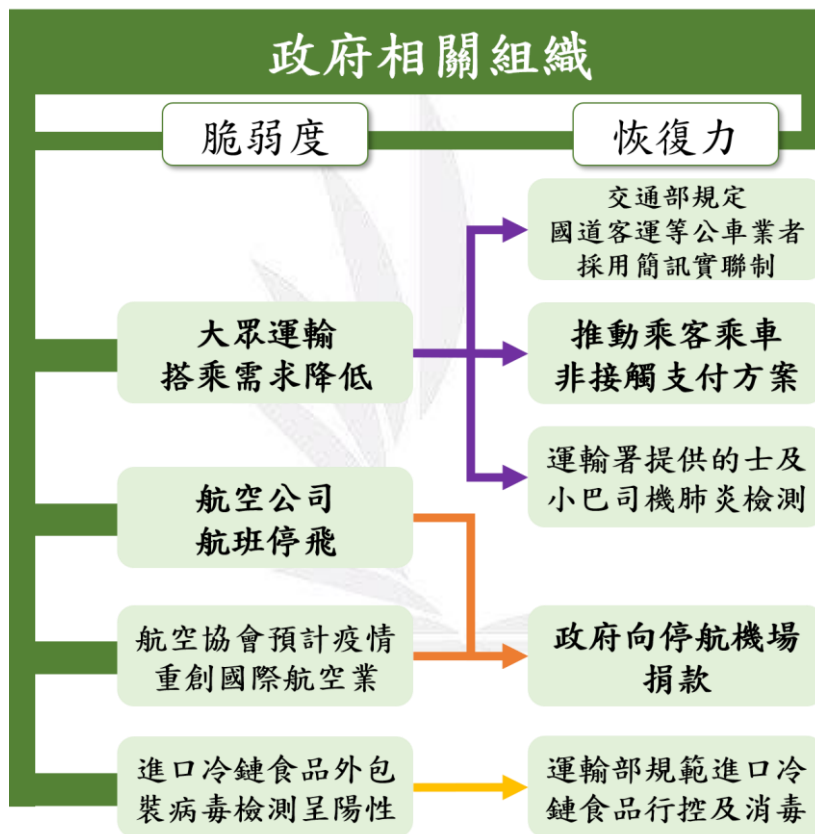 政府相關組織
脆弱度
恢復力
交通部規定
國道客運等公車業者
採用簡訊實聯制
大眾運輸
搭乘需求降低
推動乘客乘車
非接觸支付方案
運輸署提供的士及
小巴司機肺炎檢測
航空公司
航班停飛
航空協會預計疫情
重創國際航空業
政府向停航機場
捐款
進口冷鏈食品外包
裝病毒檢測呈陽性
運輸部規範進口冷
鏈食品行控及消毒